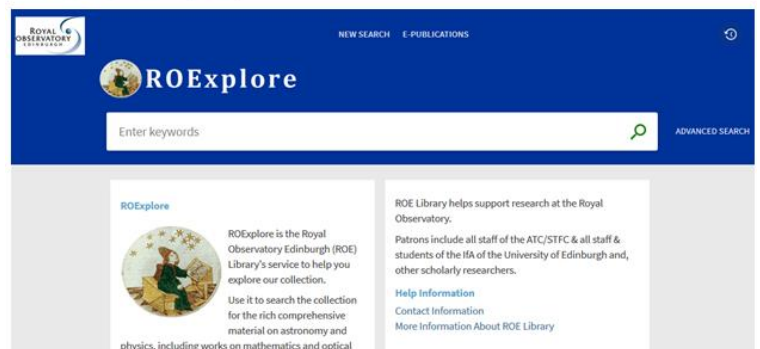 ROYAL
OBSERVATORY
EDINBURGH
NEW SEARCH E-PUBLICATIONS
ROExplore
Enter keywords
ADVANCED SEARCH
ROExplore
ROExplore is the Royal
Observatory Edinburgh (ROE)
Library's service to help you
explore our collection.
Use it to search the collection
for the rich comprehensive
material on astronomy and
physics, including works on mathematics and optical
ROE Library helps support research at the Royal
Observatory.
Patrons include all staff of the ATC/STFC & all staff &
students of the IfA of the University of Edinburgh and,
other scholarly researchers.
Help Information
Contact Information
More Information About ROE Library